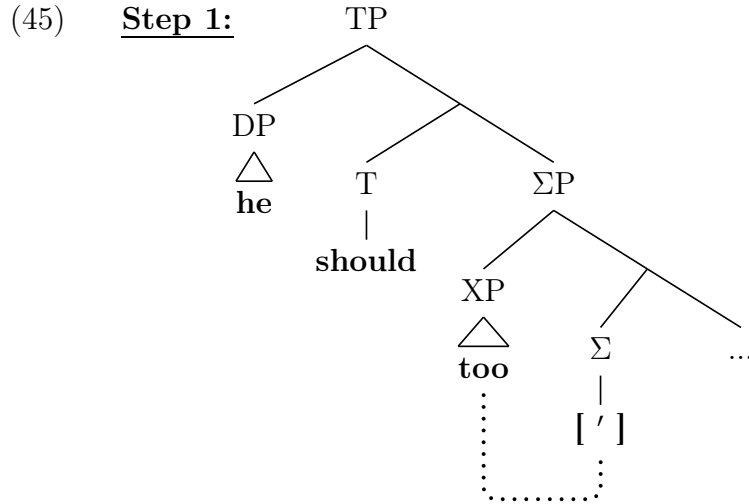 (45) Step 1: TP
DP
he
T
should
ΣP
XP
too
Σ
[ ′ ]
...